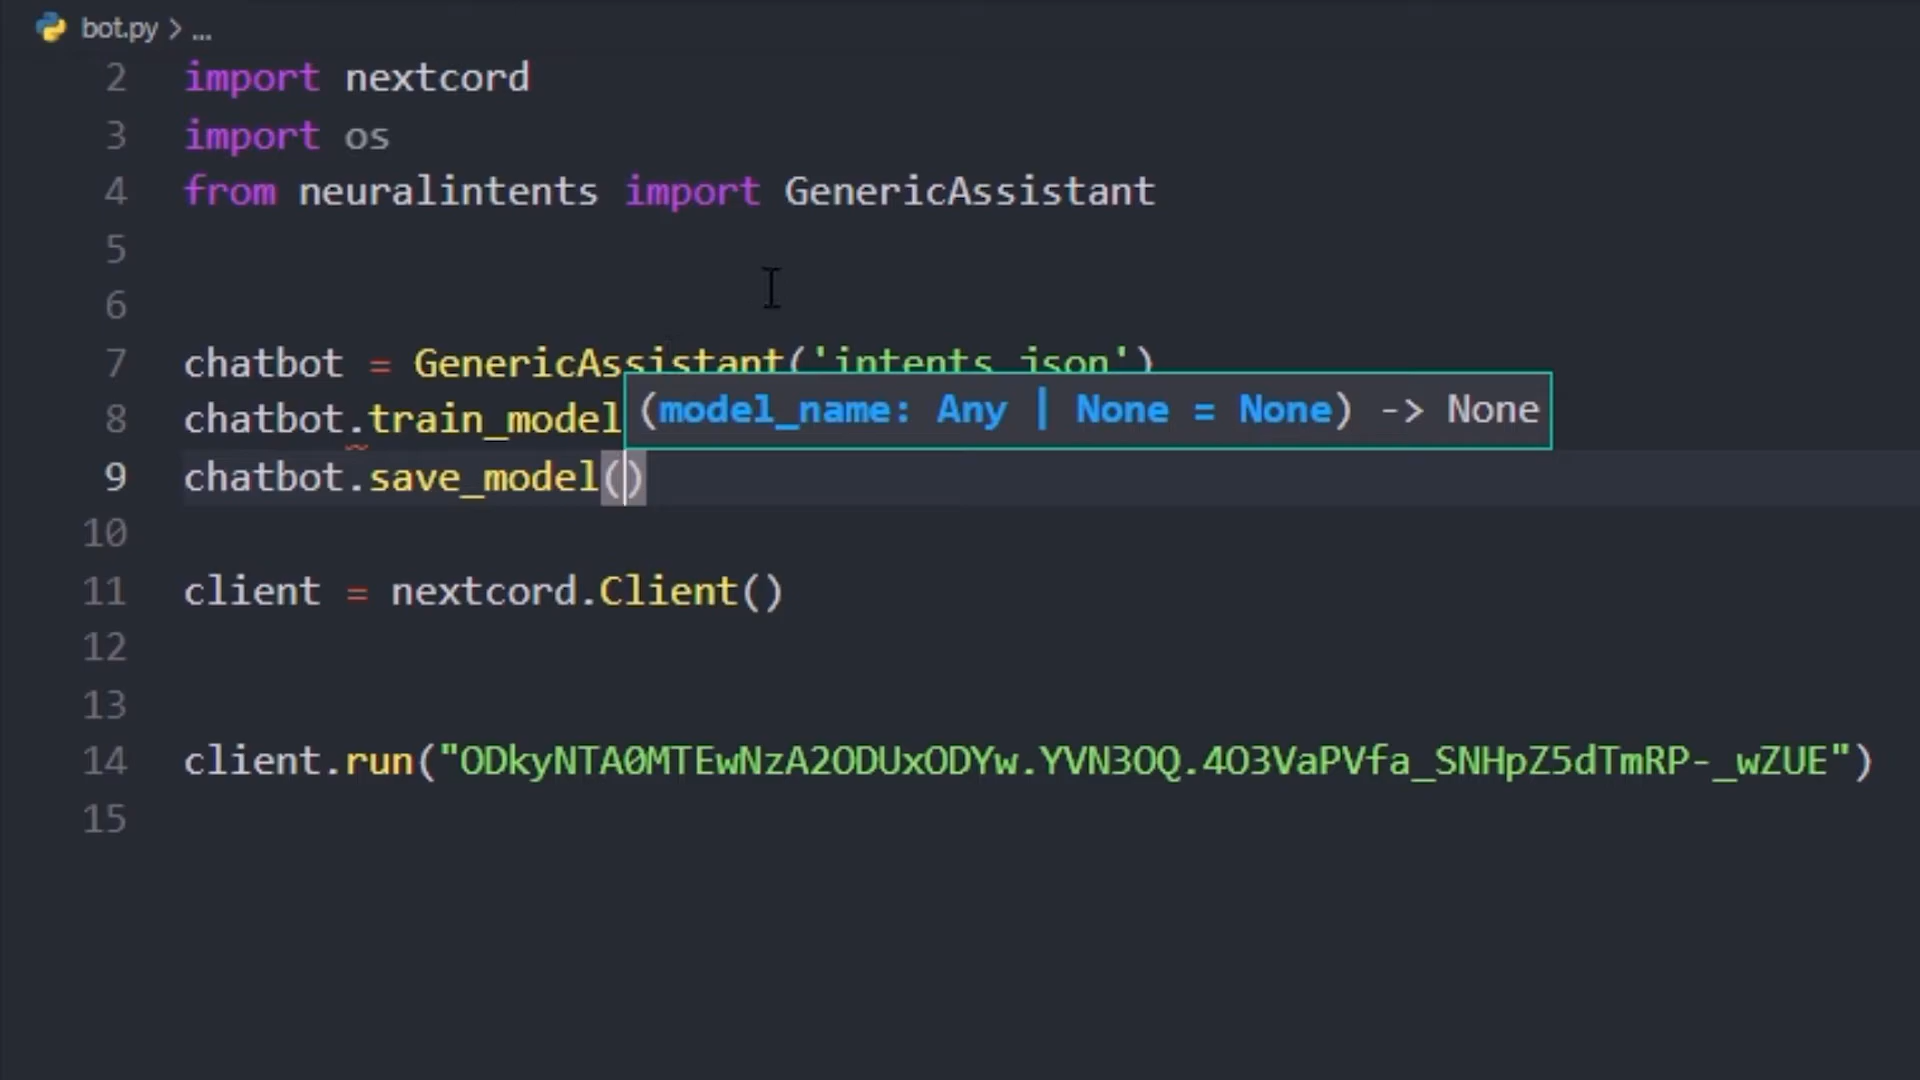 bot.py > ...
2 import nextcord
3 import os
4 from neuralintents import GenericAssistant
5
6
7 chatbot = GenericAssistant('intents json')
8 chatbot.train_model
(model_name: Any | None = None) -> None
9 chatbot.save_model()
10
11 client = nextcord.Client()
12
13
14 client.run("ODkyNTA0MTEwNzA2ODUxODYw.YVN3OQ.4O3VaPVfa_SNHpZ5dTmRP-_wZUE")
15